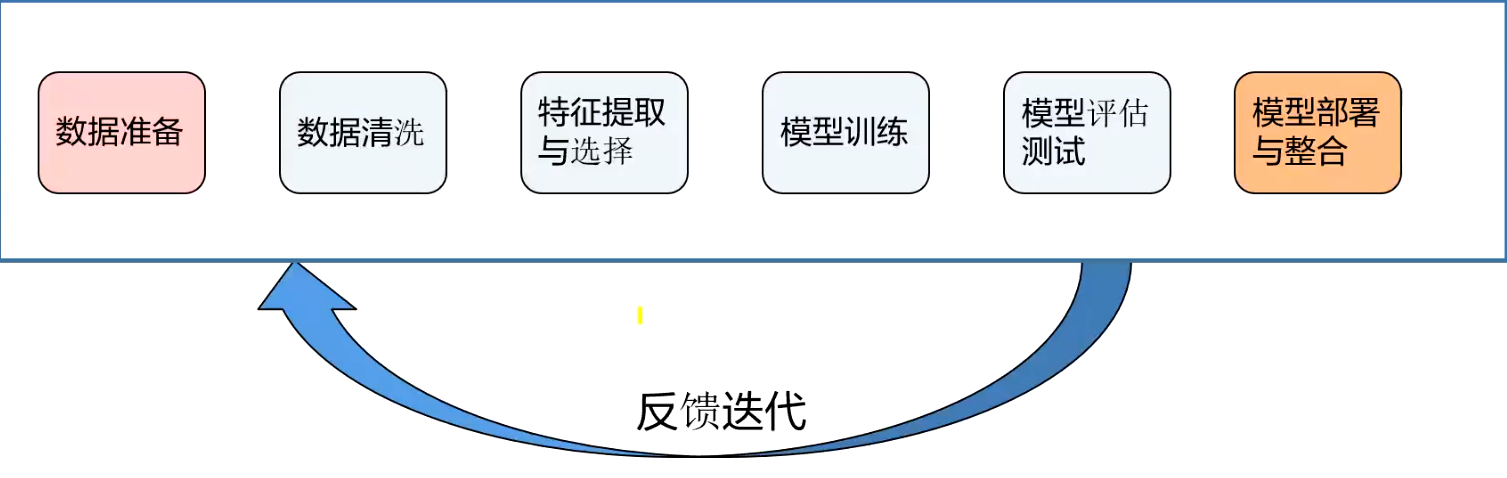 数据准备
数据清洗
特征提取
与选择
模型训练
模型评估
测试
模型部署
与整合
反馈迭代